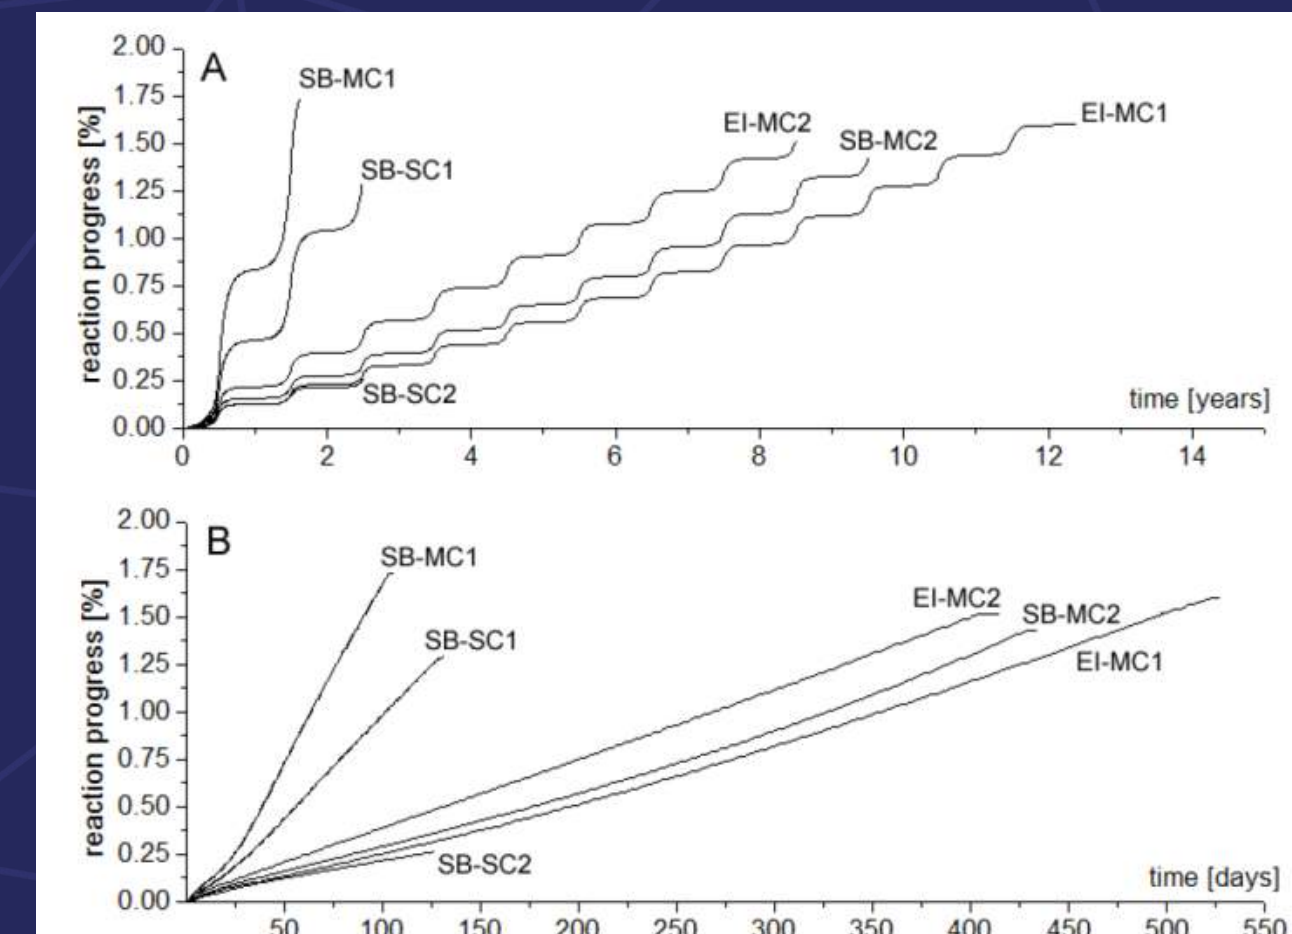 A
reaction progress [%]
2.00
1.75
1.50
1.25
1.00
0.75
0.50
0.25
0.00
SB-MC1
SB-SC1
EI-MC2
SB-MC2
EI-MC1
SB-SC2
time [years]
0 2 4 6 8 10 12 14
B
reaction progress [%]
2.00
1.75
1.50
1.25
1.00
0.75
0.50
0.25
0.00
SB-MC1
SB-SC1
EI-MC2
SB-MC2
EI-MC1
SB-SC2
time [days]
50 100 150 200 250 300 350 400 450 500 550